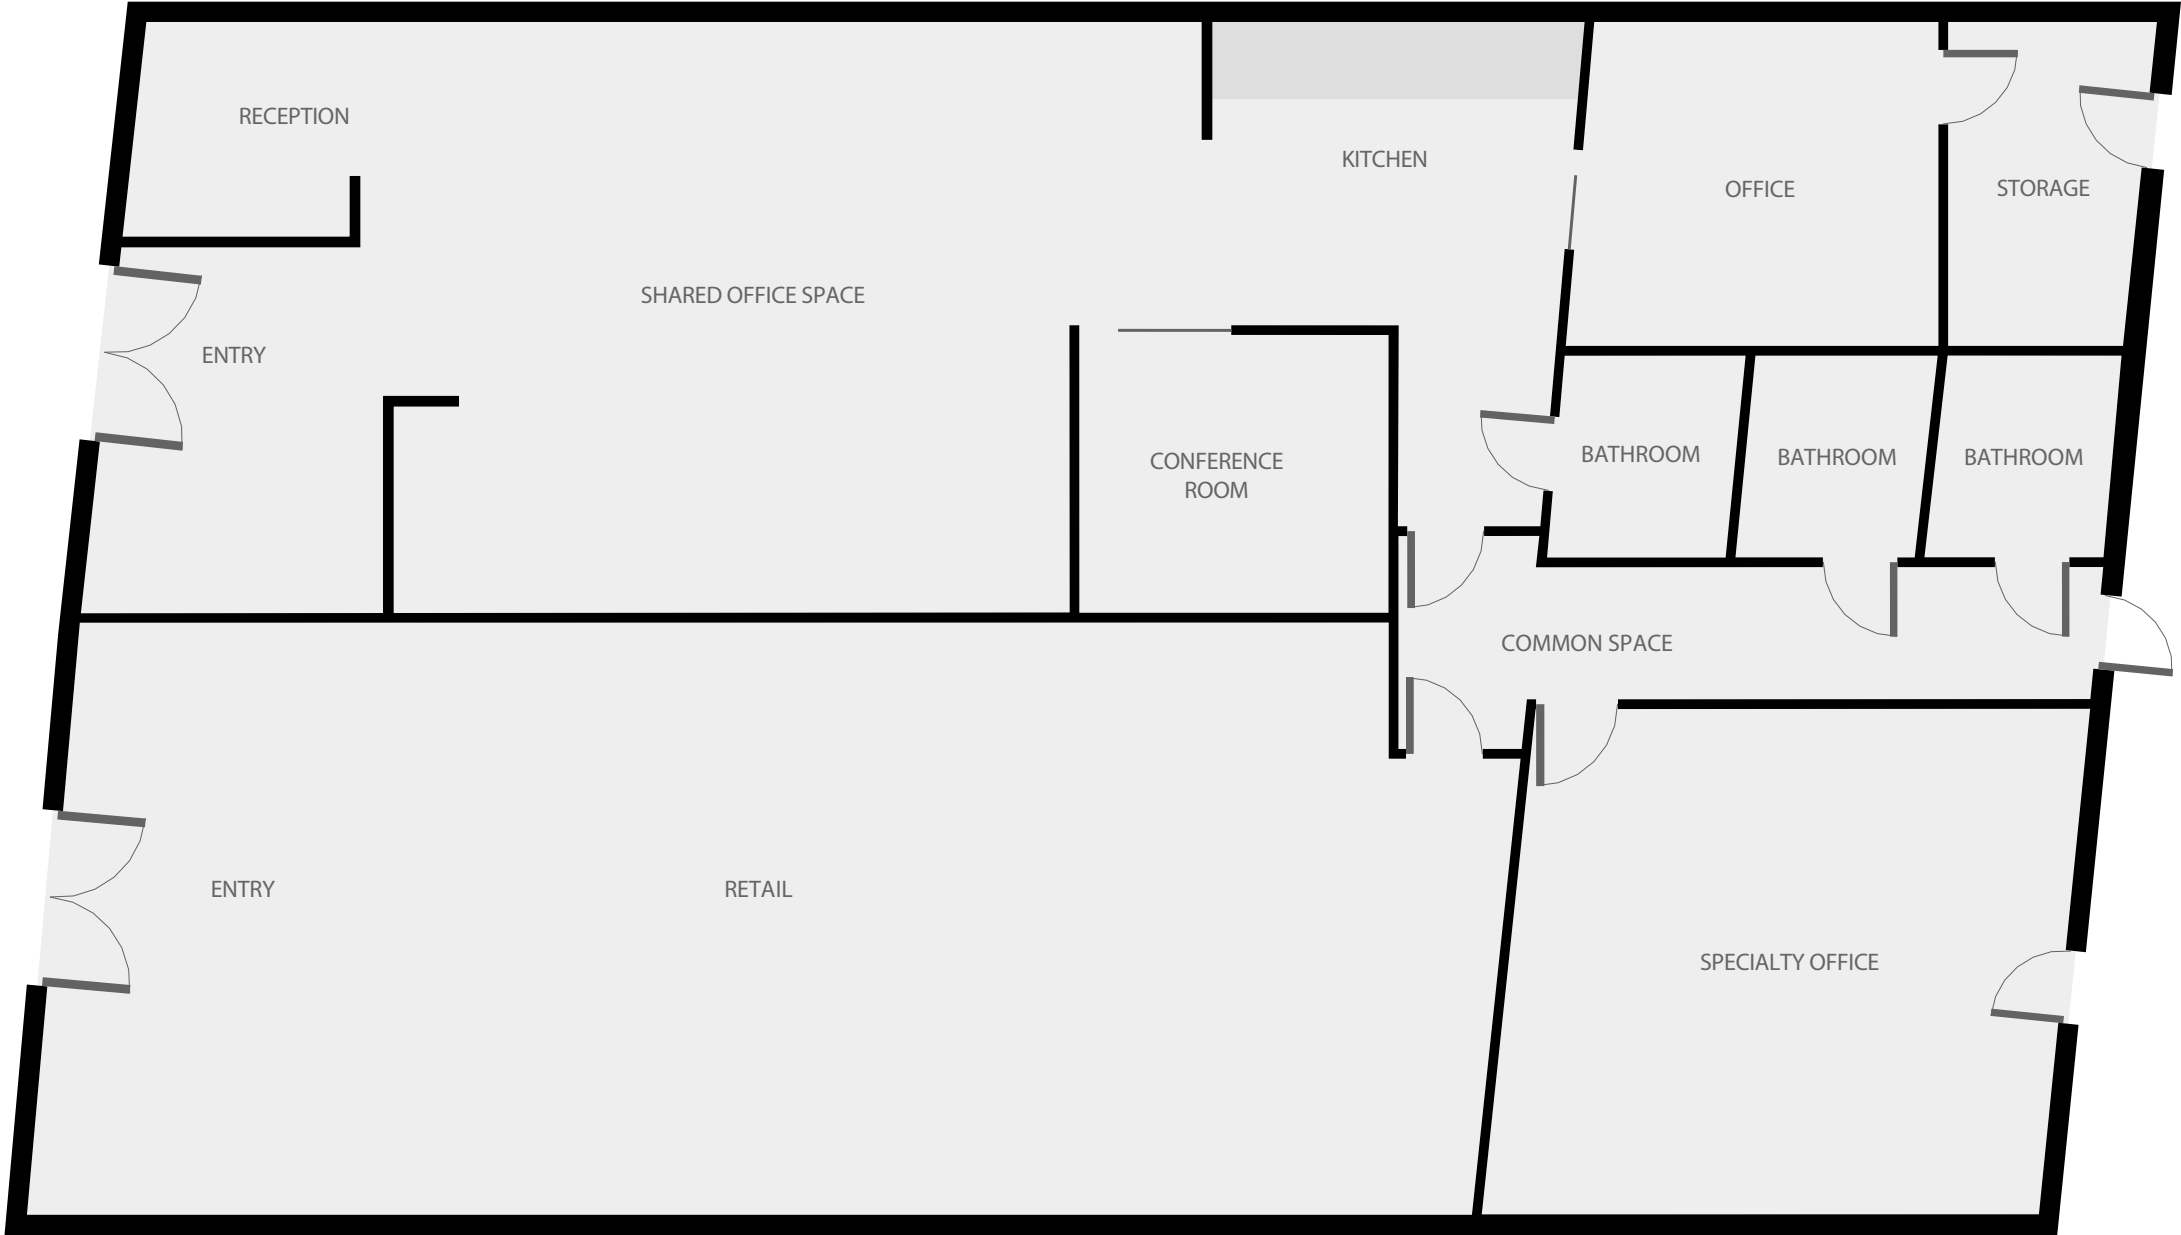 RECEPTION
KITCHEN
OFFICE
STORAGE
SHARED OFFICE SPACE
ENTRY
CONFERENCE
ROOM
BATHROOM
BATHROOM
BATHROOM
COMMON SPACE
ENTRY
RETAIL
SPECIALTY OFFICE